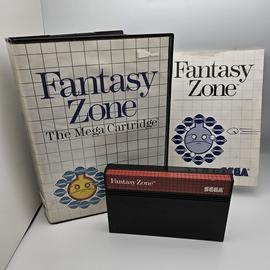 Fantasy
Zone
The Mega Cartridge
Fantasy
Zone
SEGA
Fantasy Zone
SEGA